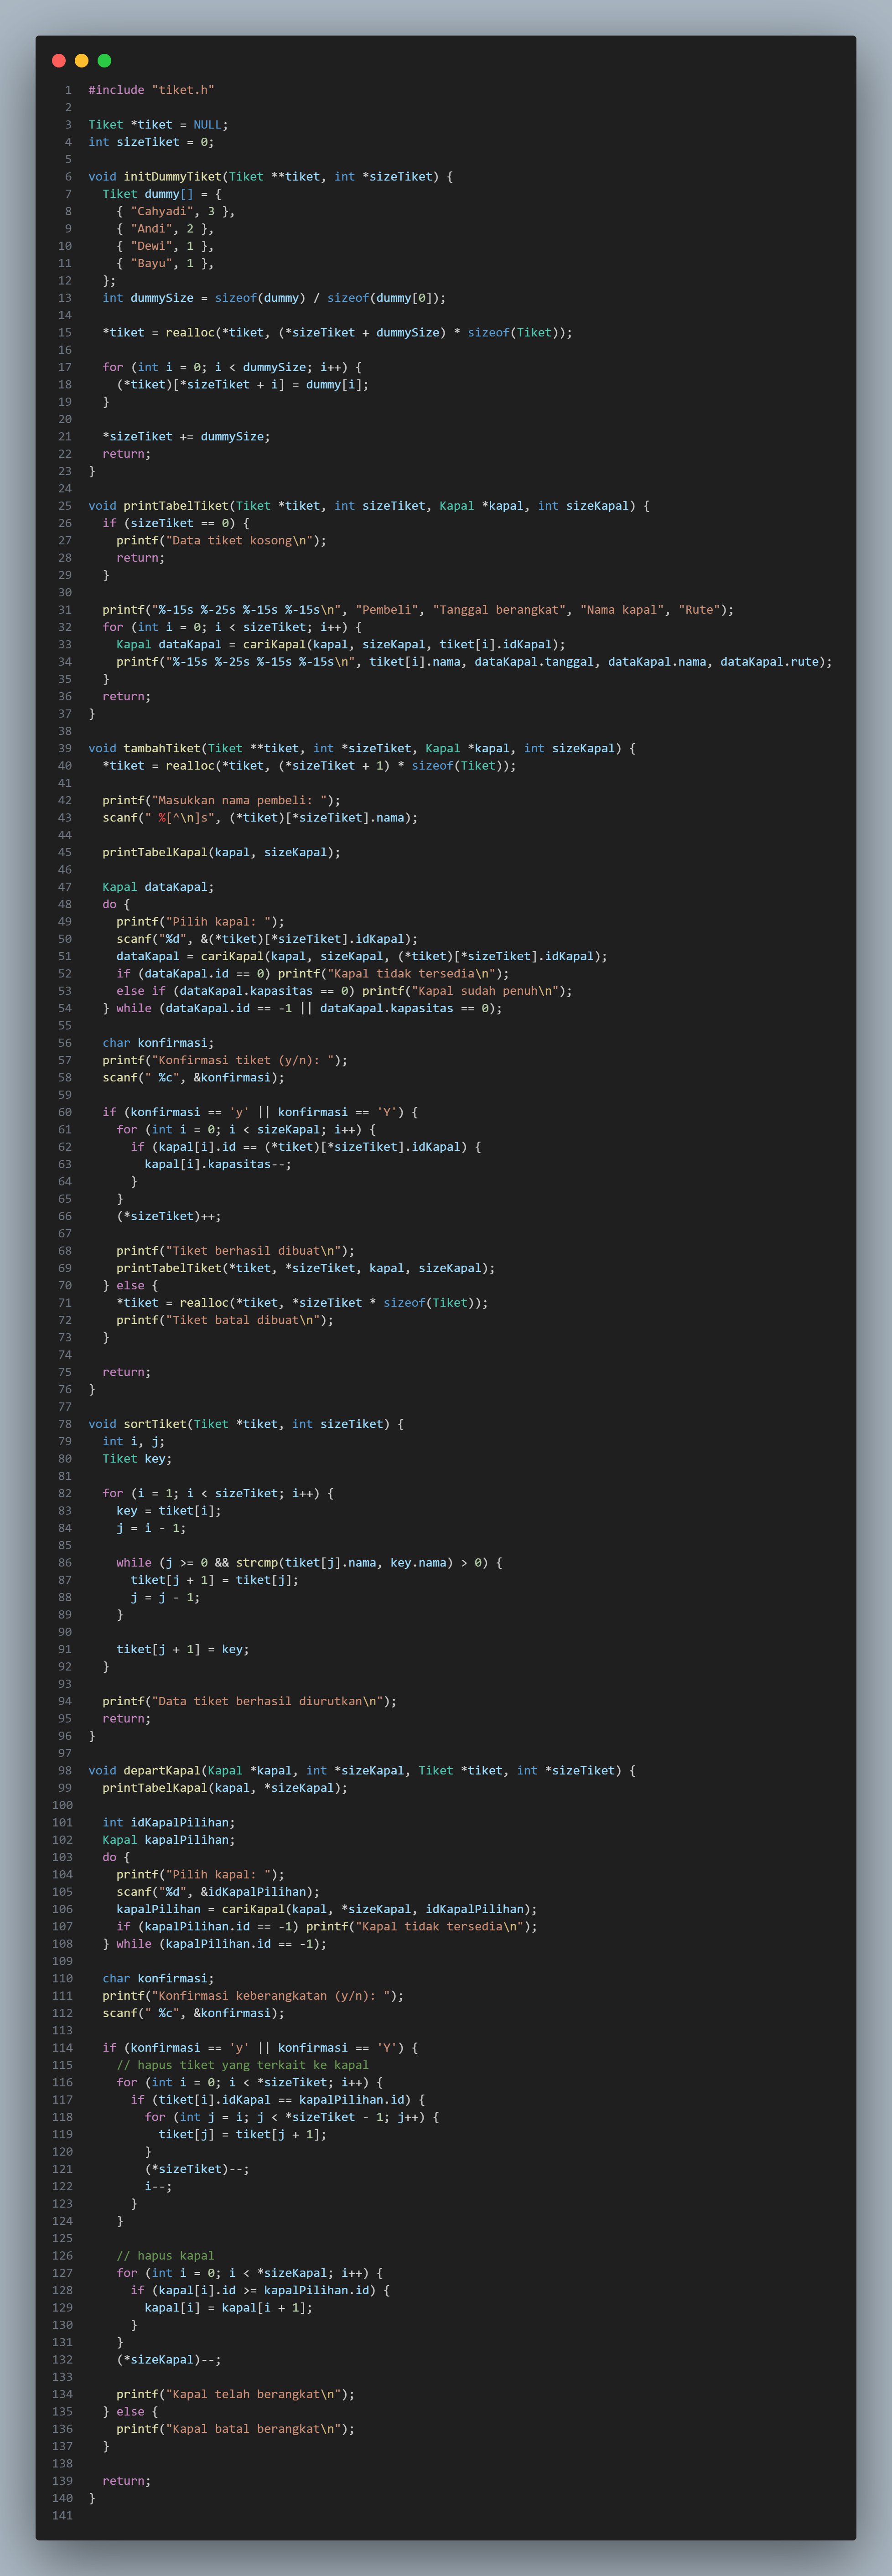 1 #include "tiket.h"
2
3 Tiket *tiket = NULL;
4 int sizeTiket = 0;
5
6 void initDummyTiket(Tiket **tiket, int *sizeTiket) {
7   Tiket dummy[] = {
8     { "Cahyadi", 3 },
9     { "Andi", 2 },
10     { "Dewi", 1 },
11     { "Bayu", 1 },
12   };
13   int dummySize = sizeof(dummy) / sizeof(dummy[0]);
14
15   *tiket = realloc(*tiket, (*sizeTiket + dummySize) * sizeof(Tiket));
16
17   for (int i = 0; i < dummySize; i++) {
18     (*tiket)[*sizeTiket + i] = dummy[i];
19   }
20
21   *sizeTiket += dummySize;
22   return;
23 }
24
25 void printTabelTiket(Tiket *tiket, int sizeTiket, Kapal *kapal, int sizeKapal) {
26   if (sizeTiket == 0) {
27     printf("Data tiket kosong\n");
28     return;
29   }
30
31   printf("%-15s %-25s %-15s %-15s\n", "Pembeli", "Tanggal berangkat", "Nama kapal", "Rute");
32   for (int i = 0; i < sizeTiket; i++) {
33     Kapal dataKapal = cariKapal(kapal, sizeKapal, tiket[i].idKapal);
34     printf("%-15s %-25s %-15s %-15s\n", tiket[i].nama, dataKapal.tanggal, dataKapal.nama, dataKapal.rute);
35   }
36   return;
37 }
38
39 void tambahTiket(Tiket **tiket, int *sizeTiket, Kapal *kapal, int sizeKapal) {
40   *tiket = realloc(*tiket, (*sizeTiket + 1) * sizeof(Tiket));
41
42   printf("Masukkan nama pembeli: ");
43   scanf(" %[^\n]s", (*tiket)[*sizeTiket].nama);
44
45   printTabelKapal(kapal, sizeKapal);
46
47   Kapal dataKapal;
48   do {
49     printf("Pilih kapal: ");
50     scanf("%d", &(*tiket)[*sizeTiket].idKapal);
51     dataKapal = cariKapal(kapal, sizeKapal, (*tiket)[*sizeTiket].idKapal);
52     if (dataKapal.id == 0) printf("Kapal tidak tersedia\n");
53     else if (dataKapal.kapasitas == 0) printf("Kapal sudah penuh\n");
54   } while (dataKapal.id == -1 || dataKapal.kapasitas == 0);
55
56   char konfirmasi;
57   printf("Konfirmasi tiket (y/n): ");
58   scanf(" %c", &konfirmasi);
59
60   if (konfirmasi == 'y' || konfirmasi == 'Y') {
61     for (int i = 0; i < sizeKapal; i++) {
62       if (kapal[i].id == (*tiket)[*sizeTiket].idKapal) {
63         kapal[i].kapasitas--;
64       }
65     }
66     (*sizeTiket)++;
67
68     printf("Tiket berhasil dibuat\n");
69     printTabelTiket(*tiket, *sizeTiket, kapal, sizeKapal);
70   } else {
71     *tiket = realloc(*tiket, *sizeTiket * sizeof(Tiket));
72     printf("Tiket batal dibuat\n");
73   }
74
75   return;
76 }
77
78 void sortTiket(Tiket *tiket, int sizeTiket) {
79   int i, j;
80   Tiket key;
81
82   for (i = 1; i < sizeTiket; i++) {
83     key = tiket[i];
84     j = i - 1;
85
86     while (j >= 0 && strcmp(tiket[j].nama, key.nama) > 0) {
87       tiket[j + 1] = tiket[j];
88       j = j - 1;
89     }
90
91     tiket[j + 1] = key;
92   }
93
94   printf("Data tiket berhasil diurutkan\n");
95   return;
96 }
97
98 void departKapal(Kapal *kapal, int *sizeKapal, Tiket *tiket, int *sizeTiket) {
99   printTabelKapal(kapal, *sizeKapal);
100
101   int idKapalPilihan;
102   Kapal kapalPilihan;
103   do {
104     printf("Pilih kapal: ");
105     scanf("%d", &idKapalPilihan);
106     kapalPilihan = cariKapal(kapal, *sizeKapal, idKapalPilihan);
107     if (kapalPilihan.id == -1) printf("Kapal tidak tersedia\n");
108   } while (kapalPilihan.id == -1);
109
110   char konfirmasi;
111   printf("Konfirmasi keberangkatan (y/n): ");
112   scanf(" %c", &konfirmasi);
113
114   if (konfirmasi == 'y' || konfirmasi == 'Y') {
115     // hapus tiket yang terkait ke kapal
116     for (int i = 0; i < *sizeTiket; i++) {
117       if (tiket[i].idKapal == kapalPilihan.id) {
118         for (int j = i; j < *sizeTiket - 1; j++) {
119           tiket[j] = tiket[j + 1];
120         }
121         (*sizeTiket)--;
122         i--;
123       }
124     }
125
126     // hapus kapal
127     for (int i = 0; i < *sizeKapal; i++) {
128       if (kapal[i].id >= kapalPilihan.id) {
129         kapal[i] = kapal[i + 1];
130       }
131     }
132     (*sizeKapal)--;
133
134     printf("Kapal telah berangkat\n");
135   } else {
136     printf("Kapal batal berangkat\n");
137   }
138
139   return;
140 }
141